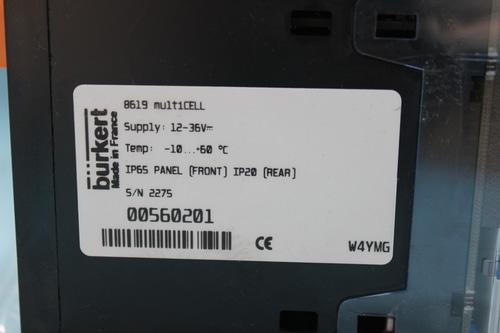 bürkert
Made in France
8619 multiCELL
Supply: 12-36V⎓
Temp: -10...+60 °C
IP65 PANEL (FRONT) IP20 (REAR)
S/N 2275
00560201
CE
W4YMG